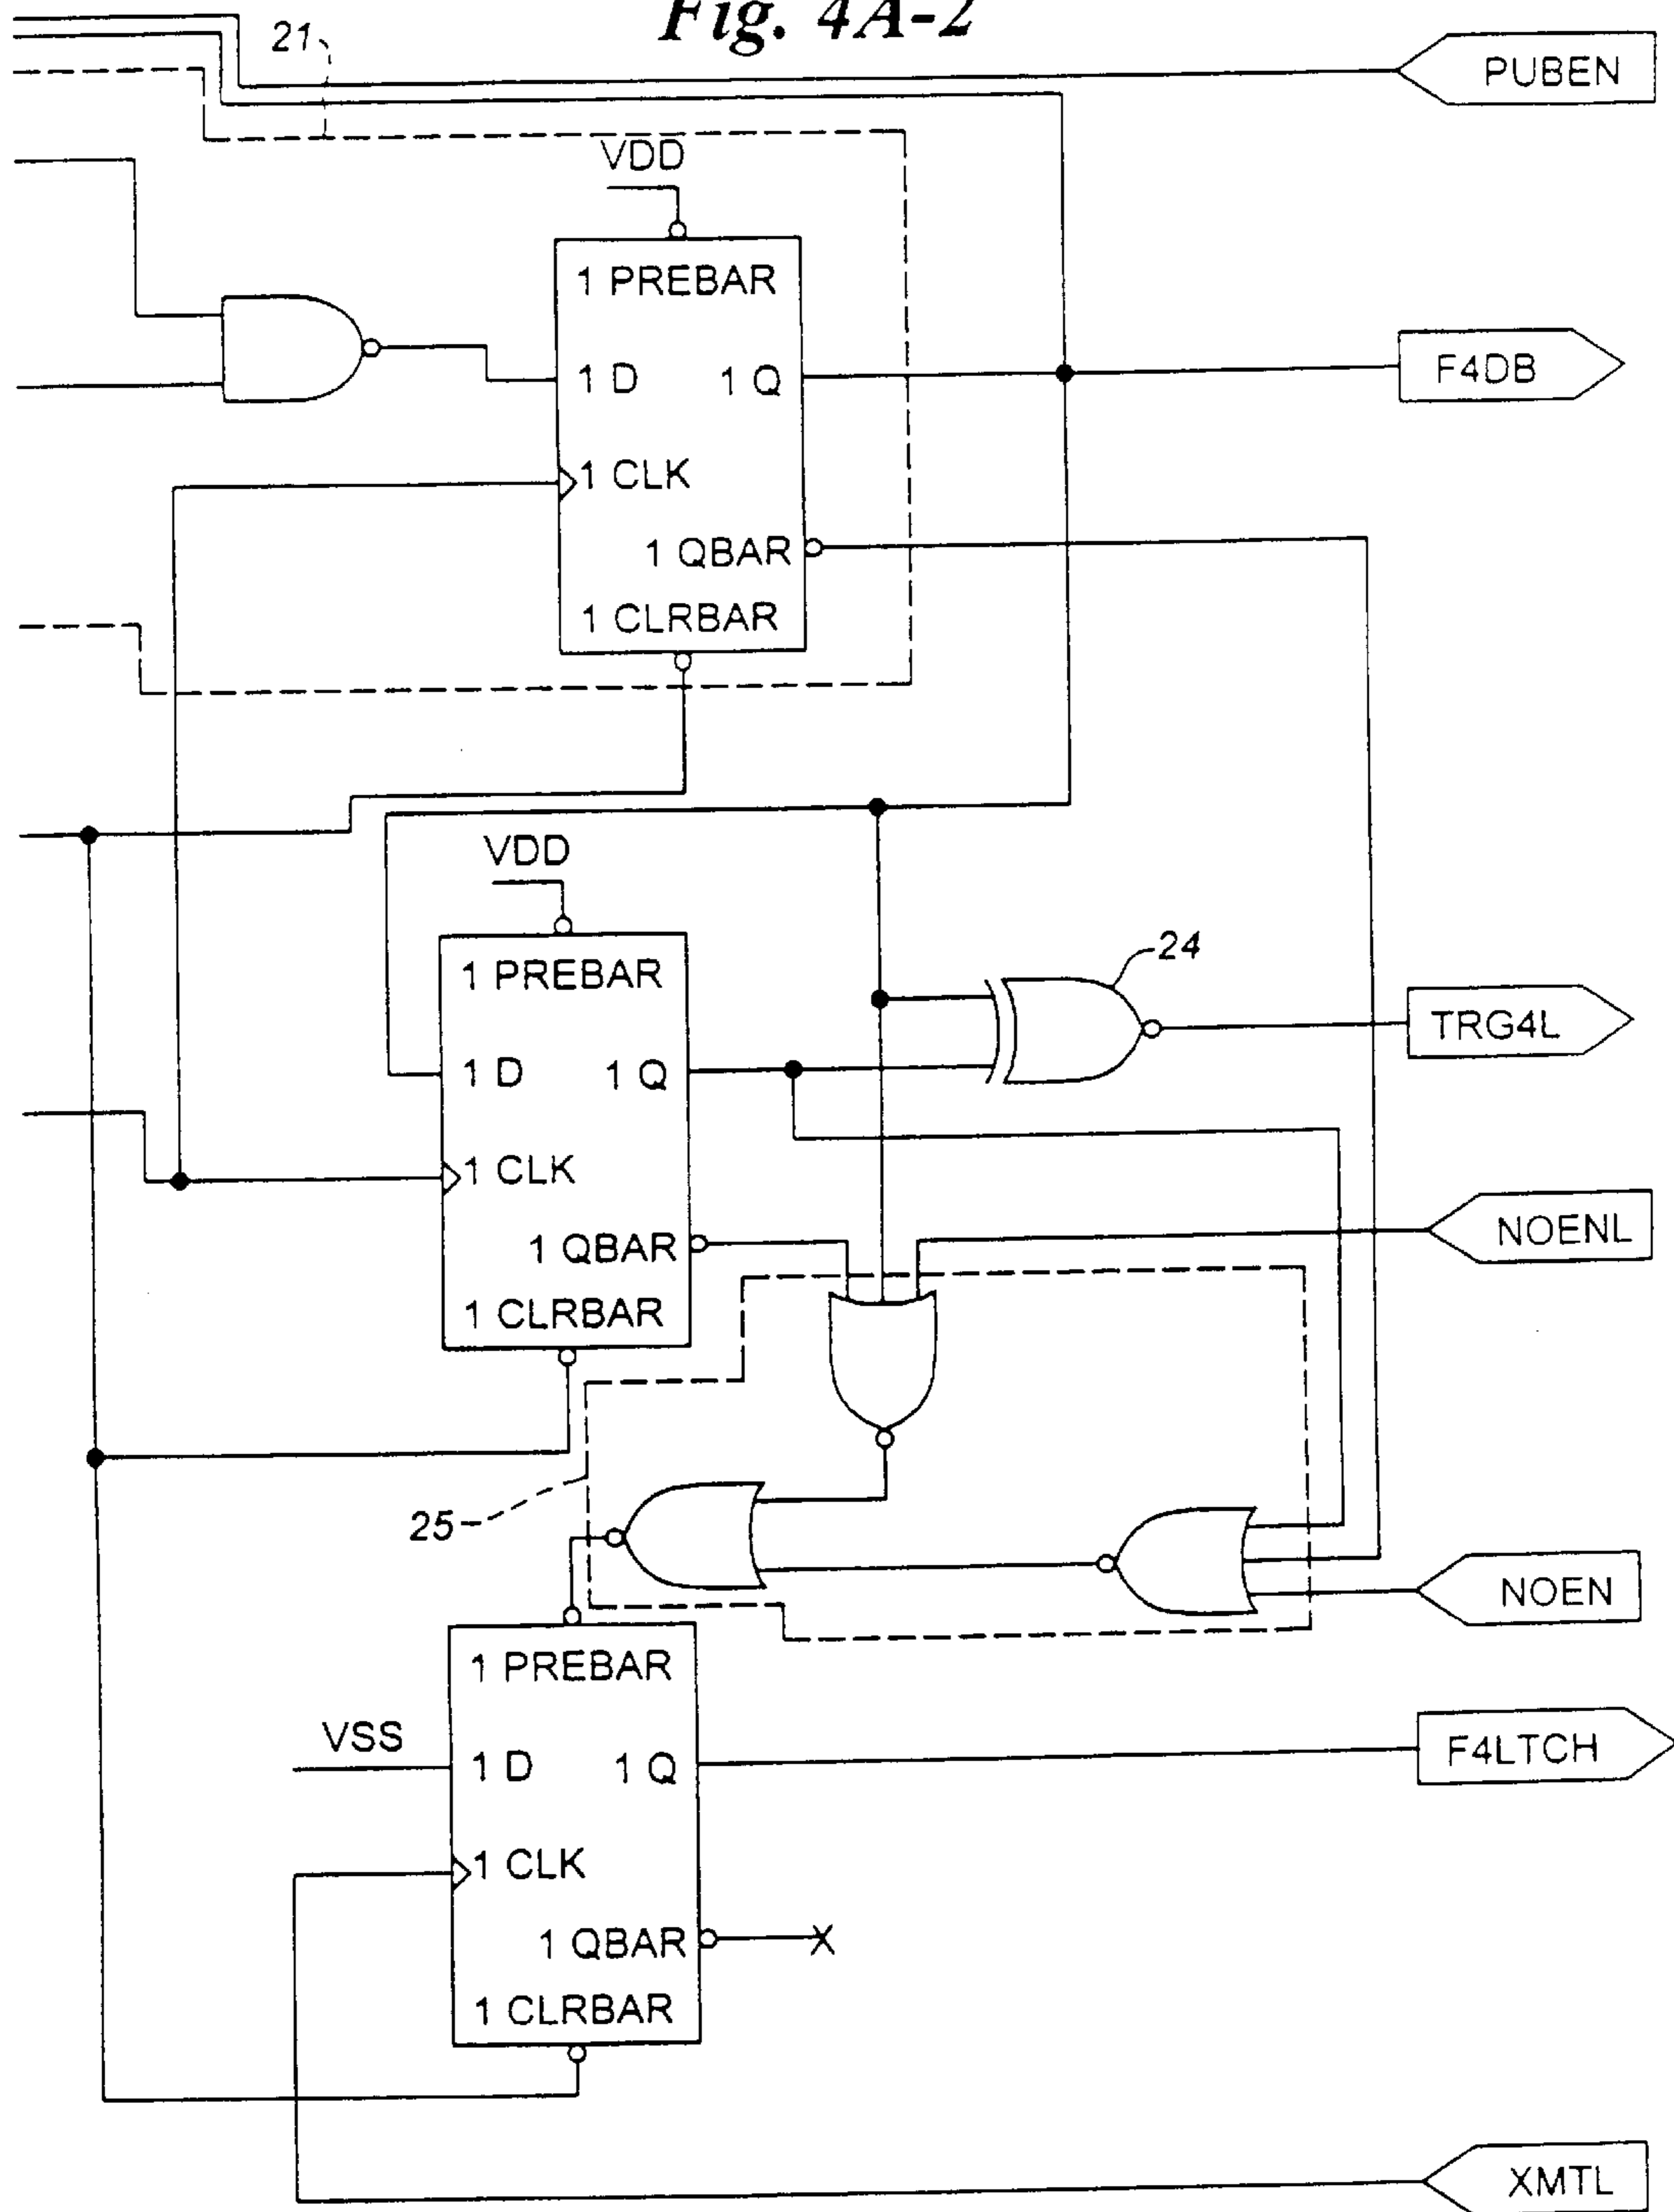 Fig. 4A-2
21
PUBEN
VDD
1 PREBAR
1 D 1 Q
F4DB
1 CLK
1 QBAR
1 CLRBAR
VDD
24
1 PREBAR
TRG4L
1 D 1 Q
1 CLK
NOENL
1 QBAR
1 CLRBAR
25
NOEN
1 PREBAR
VSS
F4LTCH
1 D 1 Q
1 CLK
1 QBAR X
1 CLRBAR
XMTL